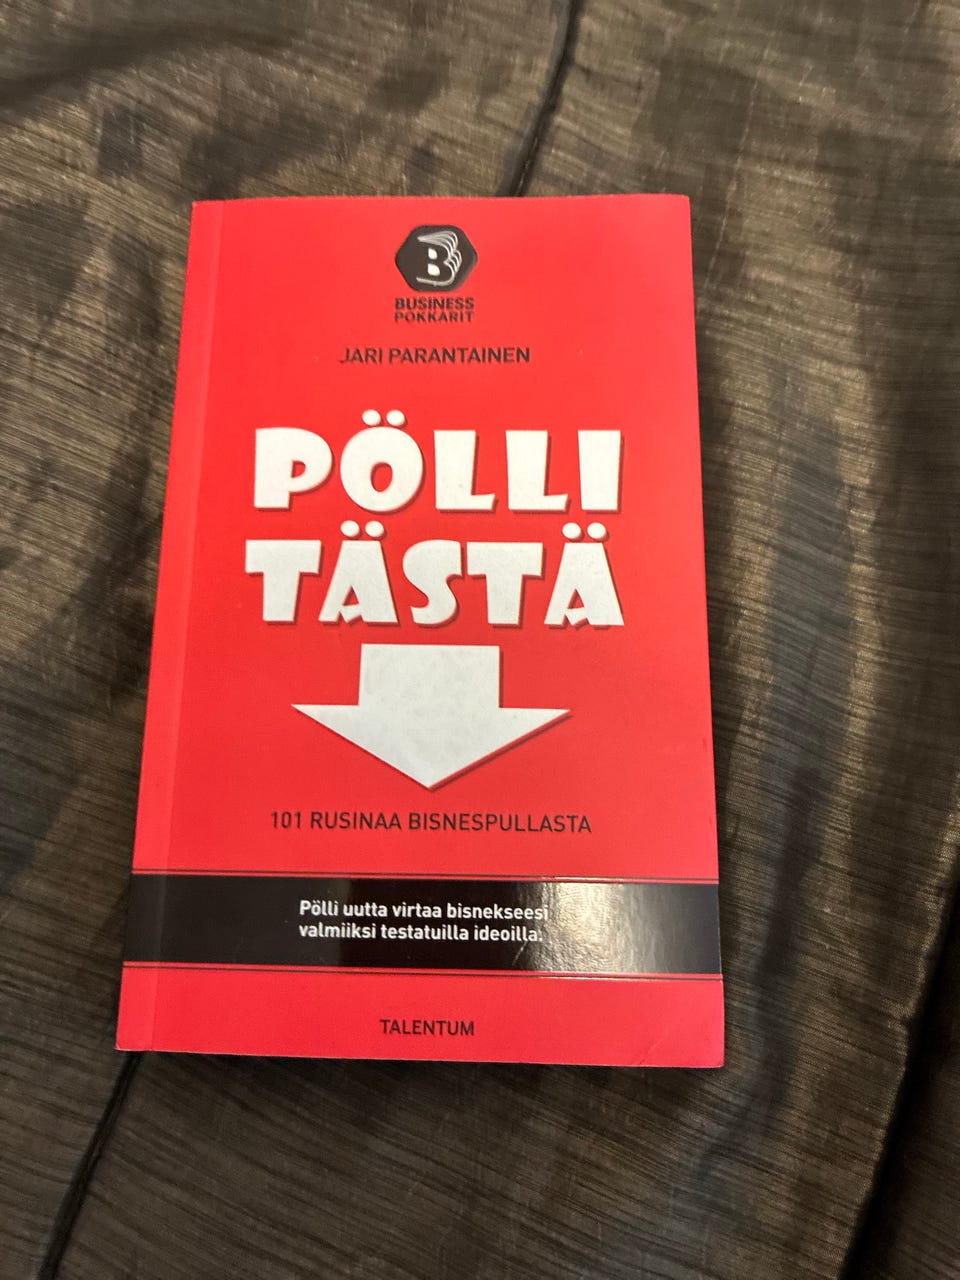 B
BUSINESS
POKKARIT
JARI PARANTAINEN
PÖLLI
TÄSTÄ
101 RUSINAA BISNESPULLASTA
Pölli uutta virtaa bisnekseesi
valmiiksi testatuilla ideoilla.
TALENTUM